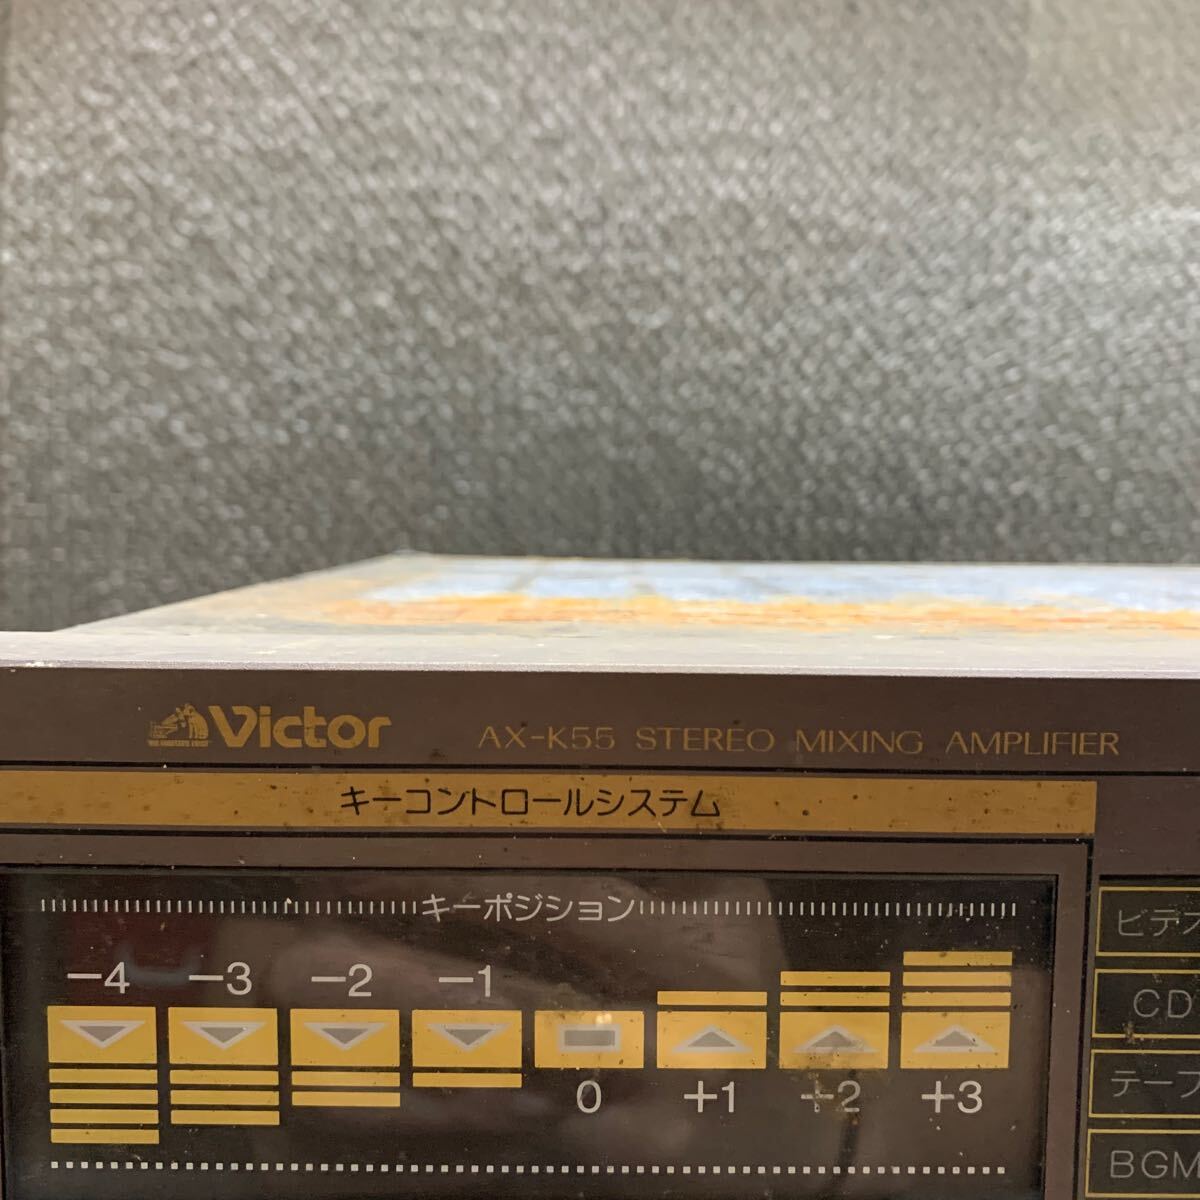 Victor AX-K55 STEREO MIXING AMPLIFIER
キーコントロールシステム
キーポジション
−4 −3 −2 −1
0 +1 +2 +3
CD
BGM